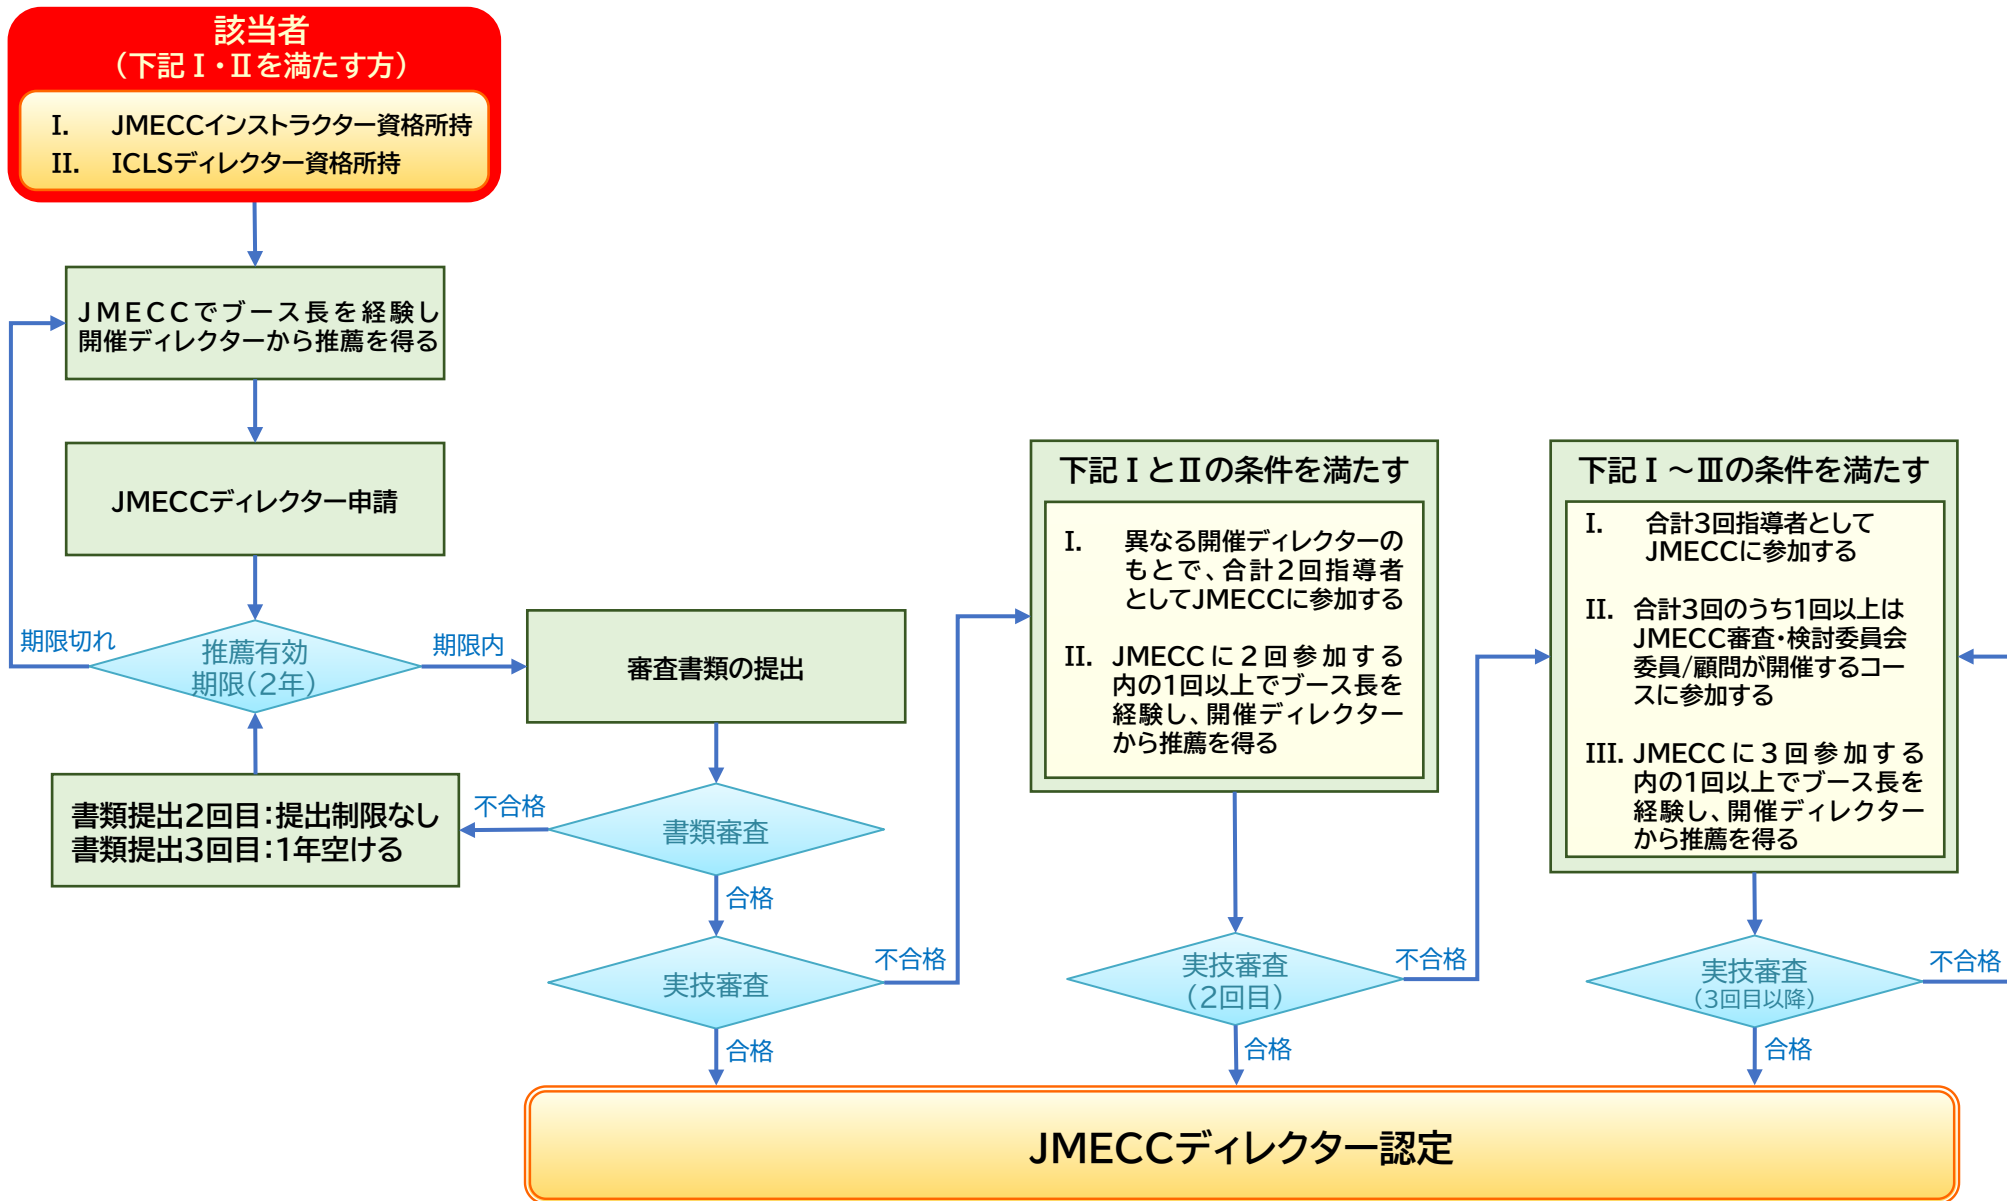 該当者
（下記Ⅰ・Ⅱを満たす方）
I. JMECCインストラクター資格所持
II. ICLSディレクター資格所持
JMECCでブース長を経験し
開催ディレクターから推薦を得る
JMECCディレクター申請
期限切れ
推薦有効
期限（2年）
期限内
審査書類の提出
書類提出2回目：提出制限なし
書類提出3回目：1年空ける
不合格
書類審査
合格
実技審査
不合格
合格
下記ⅠとⅡの条件を満たす
I. 異なる開催ディレクターの
もとで、合計2回指導者
としてJMECCに参加する
II. JMECCに2回参加する
内の1回以上でブース長を
経験し、開催ディレクター
から推薦を得る
実技審査
（2回目）
不合格
合格
下記Ⅰ～Ⅲの条件を満たす
I. 合計3回指導者として
JMECCに参加する
II. 合計3回のうち1回以上は
JMECC審査・検討委員会
委員/顧問が開催するコー
スに参加する
III. JMECCに3回参加する
内の1回以上でブース長を
経験し、開催ディレクター
から推薦を得る
実技審査
（3回目以降）
不合格
合格
JMECCディレクター認定